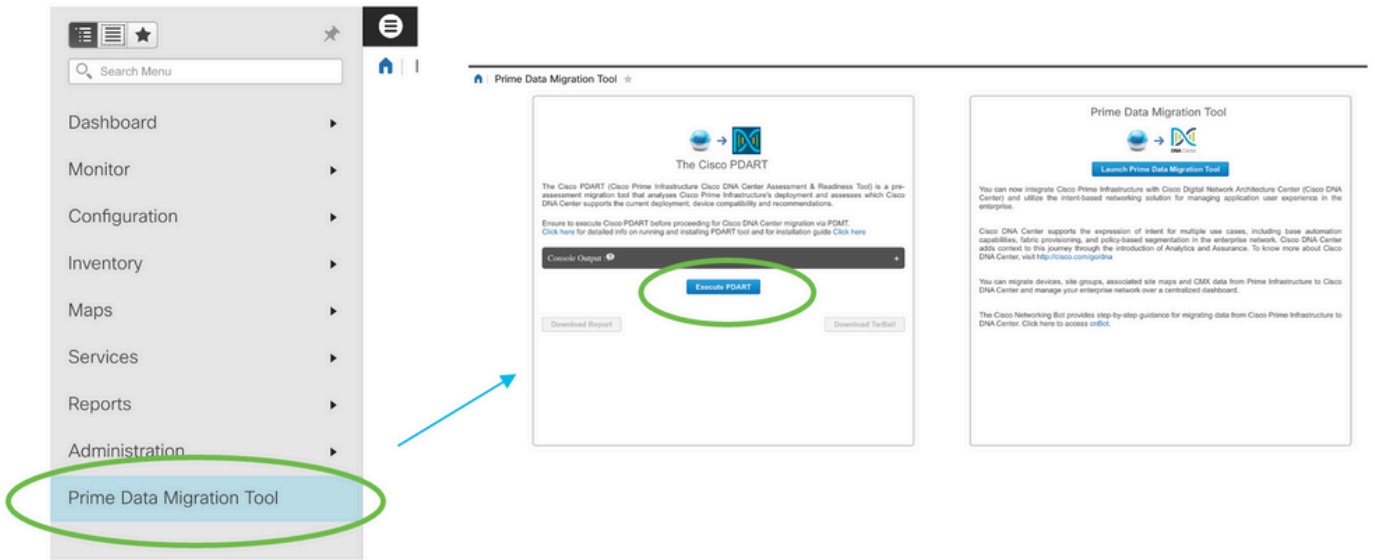 Search Menu
Dashboard
Monitor
Configuration
Inventory
Maps
Services
Reports
Administration
Prime Data Migration Tool
Prime Data Migration Tool
The Cisco PDART
The Cisco PDART (Cisco Prime Infrastructure Cisco DNA Center Assessment & Readiness Tool) is a pre-
assessment migration tool that analyses Cisco Prime Infrastructure's deployment and assesses which Cisco
DNA Center supports the current deployment, device compatibility and recommendations.
Ensure to execute Cisco PDART before proceeding for Cisco DNA Center migration via PDMT.
Click here for detailed info on running and installing PDART tool and for installation guide Click here
Console Output ? +
Execute PDART
Download Report
Download TarBall
Prime Data Migration Tool
DNA Center
Launch Prime Data Migration Tool
You can now integrate Cisco Prime Infrastructure with Cisco Digital Network Architecture Center (Cisco DNA
Center) and utilize the intent-based networking solution for managing application user experience in the
enterprise.
Cisco DNA Center supports the expression of intent for multiple use cases, including base automation
capabilities, fabric provisioning, and policy-based segmentation in the enterprise network. Cisco DNA Center
adds context to this journey through the introduction of Analytics and Assurance. To know more about Cisco
DNA Center, visit http://cisco.com/go/dna
You can migrate devices, site groups, associated site maps and CMX data from Prime Infrastructure to Cisco
DNA Center and manage your enterprise network over a centralized dashboard.
The Cisco Networking Bot provides step-by-step guidance for migrating data from Cisco Prime Infrastructure to
DNA Center. Click here to access cnBot.